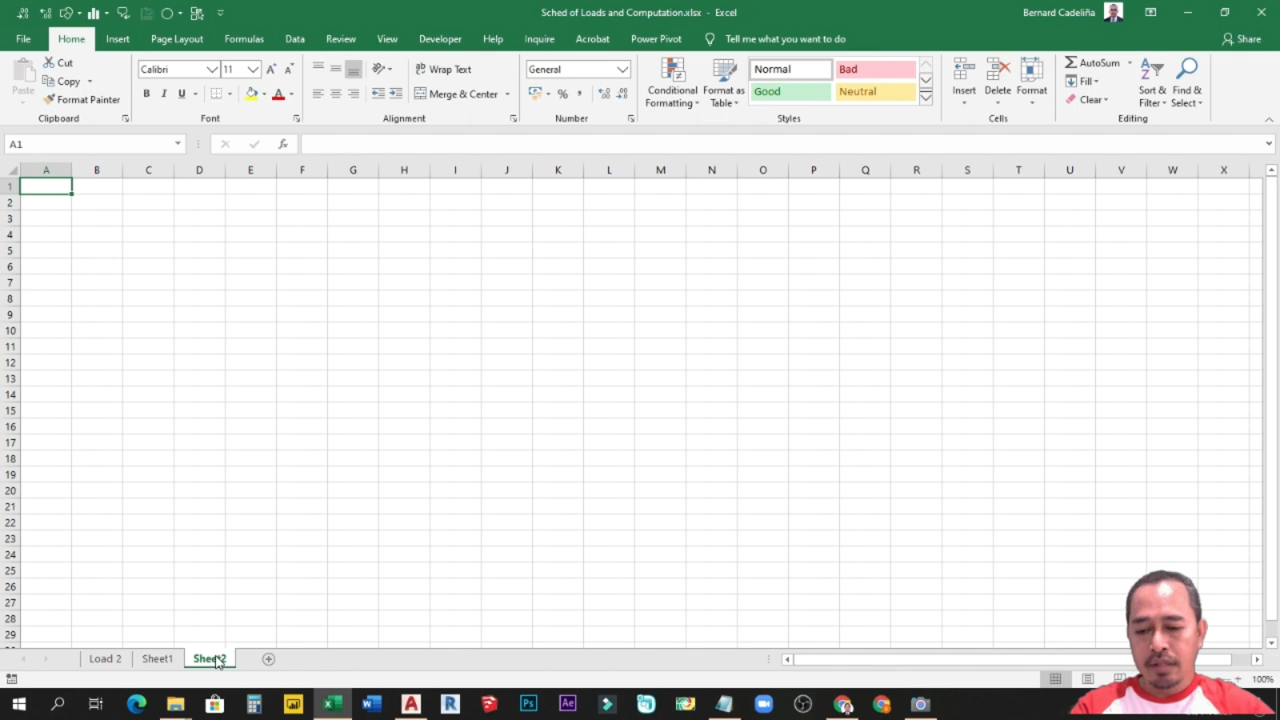 Sched of Loads and Computation.xlsx - Excel
Bernard Cadeliña
File Home Insert Page Layout Formulas Data Review View Developer Help Inquire Acrobat Power Pivot Tell me what you want to do Share
Paste
Cut
Copy
Format Painter
Clipboard
Calibri 11
B I U
Font
Wrap Text
Merge & Center
Alignment
General
%
Number
Conditional Formatting
Format as Table
Normal Bad
Good Neutral
Styles
Insert Delete Format
Cells
AutoSum
Fill
Clear
Sort & Filter
Find & Select
Editing
A1
fx
A B C D E F G H I J K L M N O P Q R S T U V W X
1
2
3
4
5
6
7
8
9
10
11
12
13
14
15
16
17
18
19
20
21
22
23
24
25
26
27
28
29
Load 2 Sheet1 Sheet2
100%